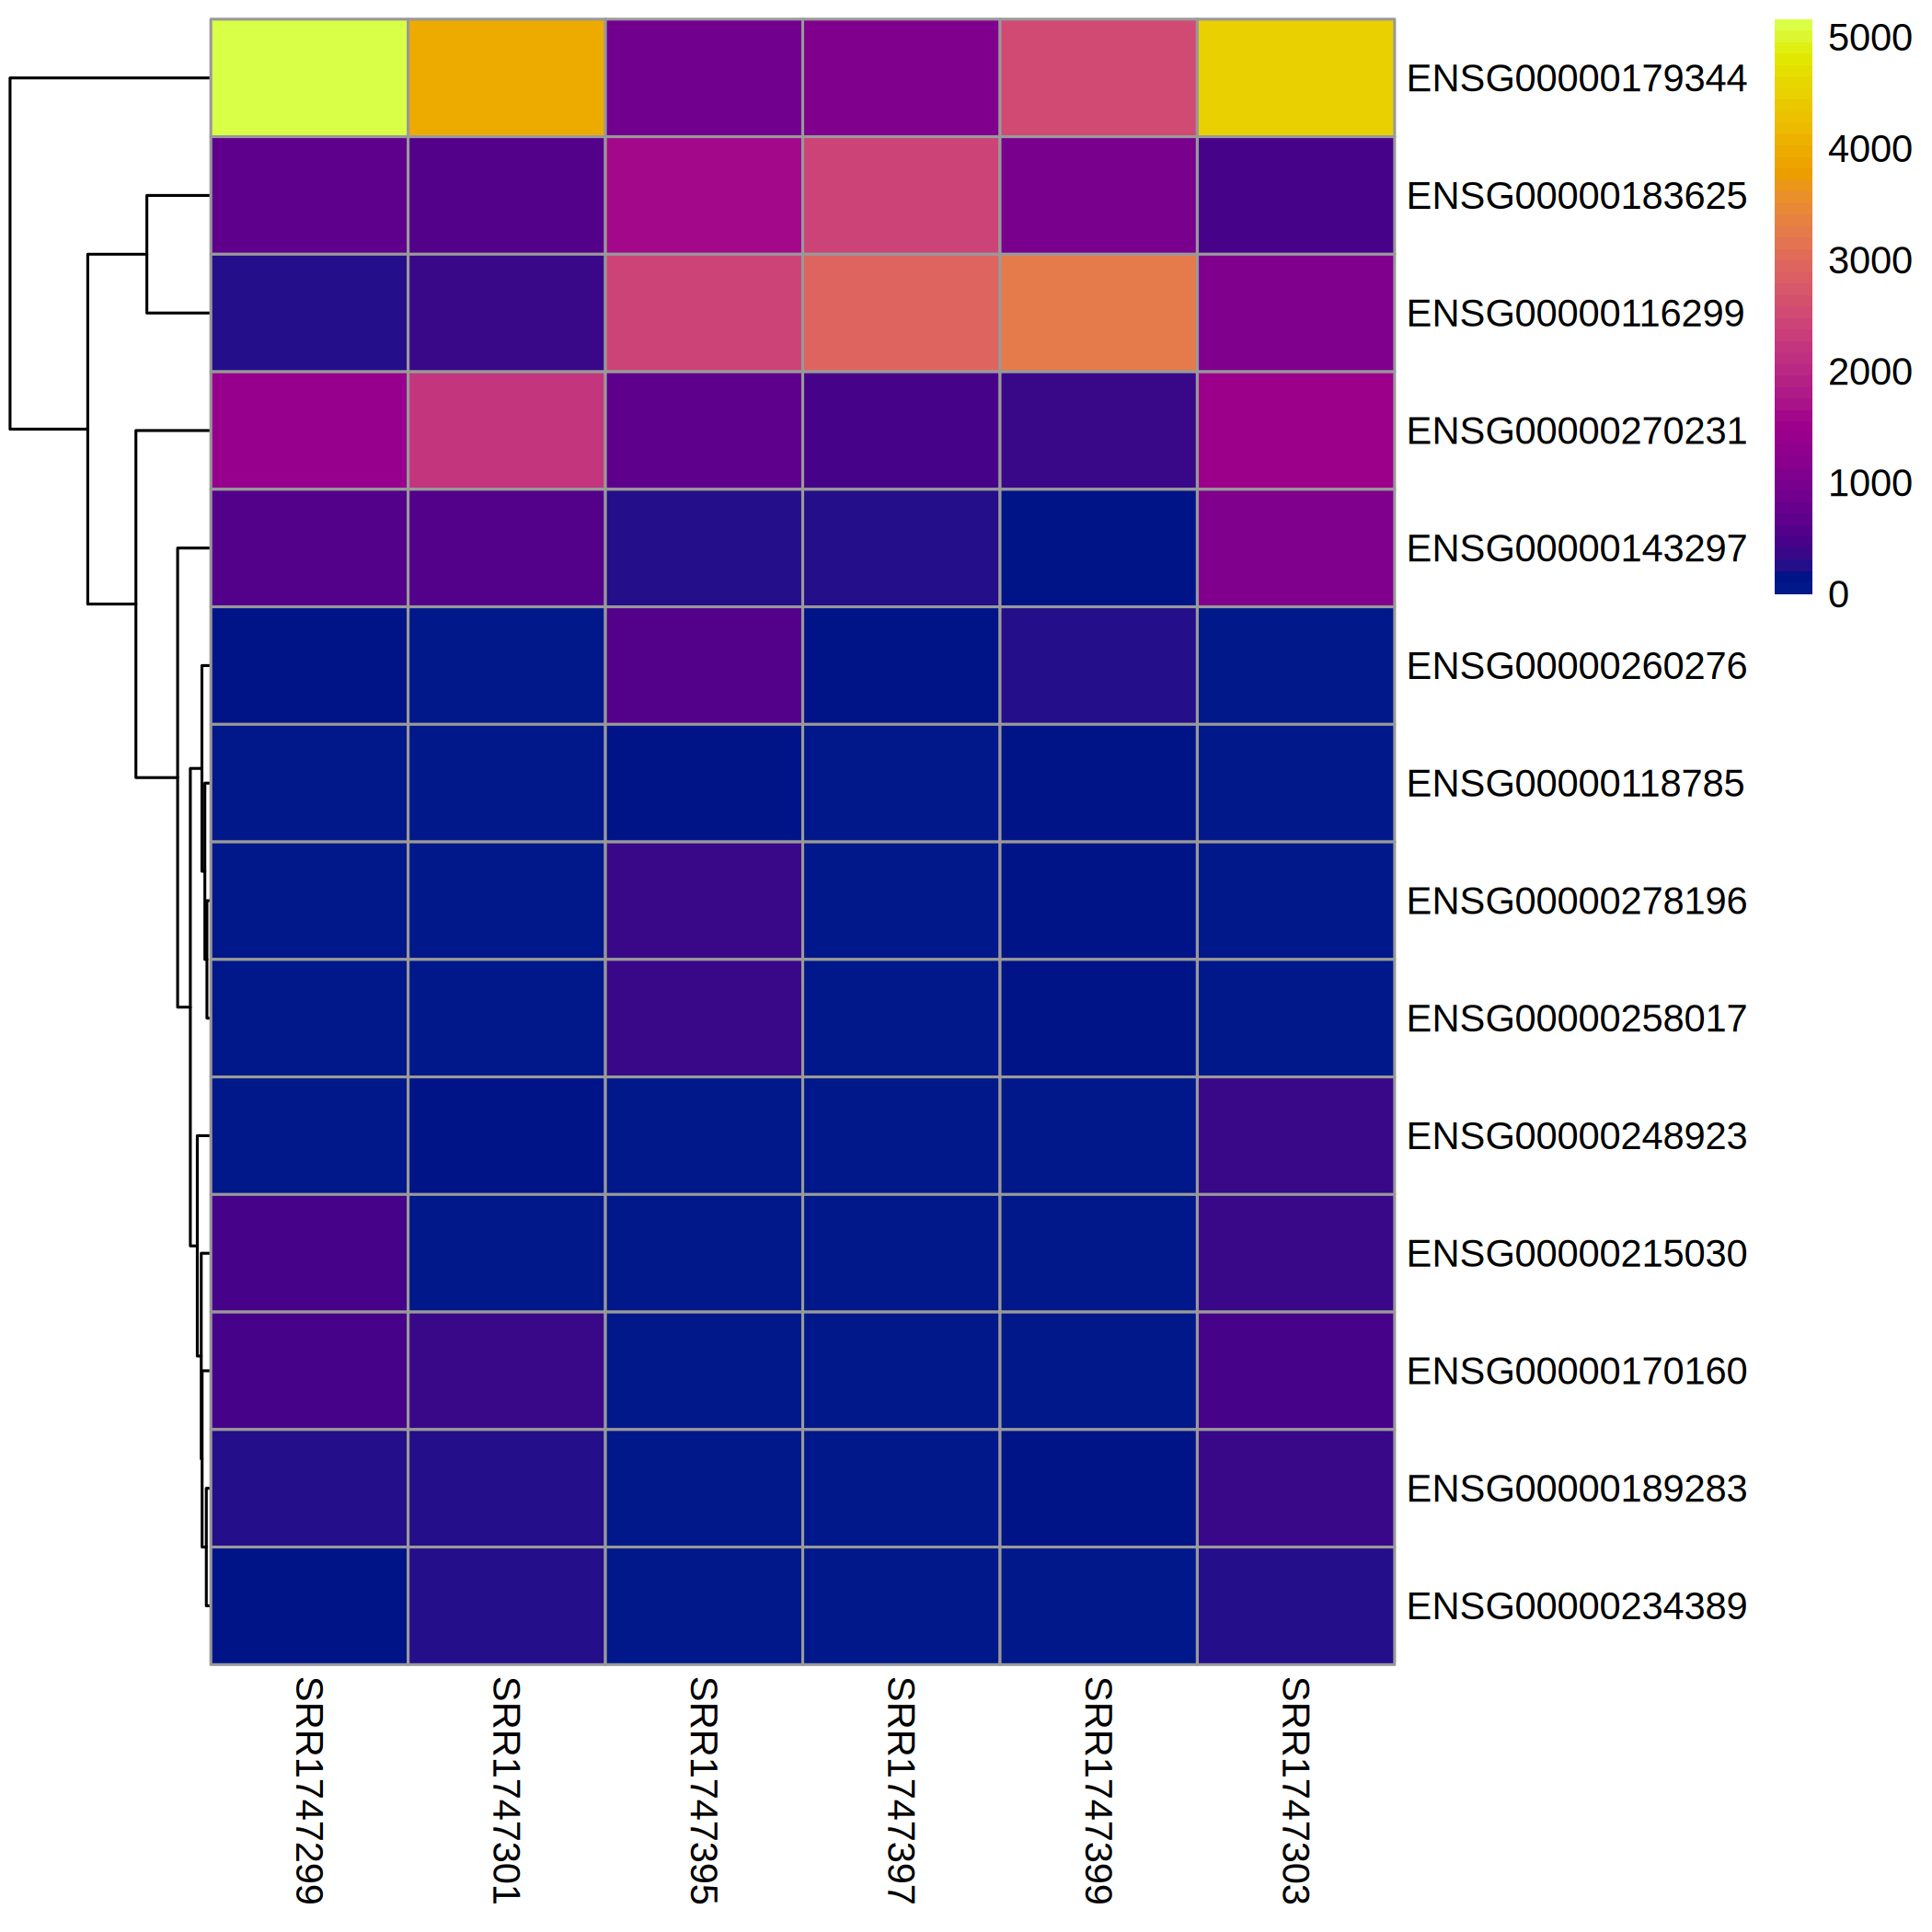 5000
4000
3000
2000
1000
0
ENSG00000179344
ENSG00000183625
ENSG00000116299
ENSG00000270231
ENSG00000143297
ENSG00000260276
ENSG00000118785
ENSG00000278196
ENSG00000258017
ENSG00000248923
ENSG00000215030
ENSG00000170160
ENSG00000189283
ENSG00000234389
SRR1747299
SRR1747301
SRR1747395
SRR1747397
SRR1747399
SRR1747303